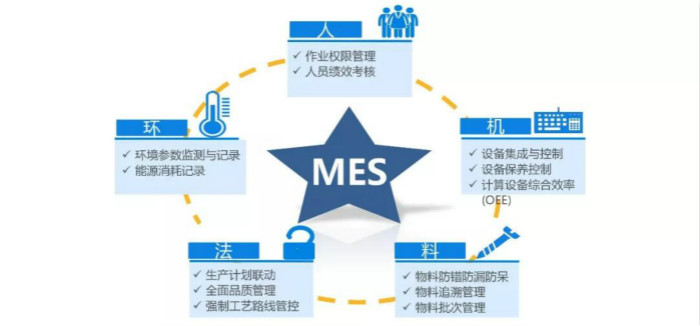 人
✓ 作业权限管理
✓ 人员绩效考核
环
✓ 环境参数监测与记录
✓ 能源消耗记录
机
✓ 设备集成与控制
✓ 设备保养控制
✓ 计算设备综合效率
(OEE)
MES
法
✓ 生产计划联动
✓ 全面品质管理
✓ 强制工艺路线管控
料
✓ 物料防错防漏防呆
✓ 物料追溯管理
✓ 物料批次管理